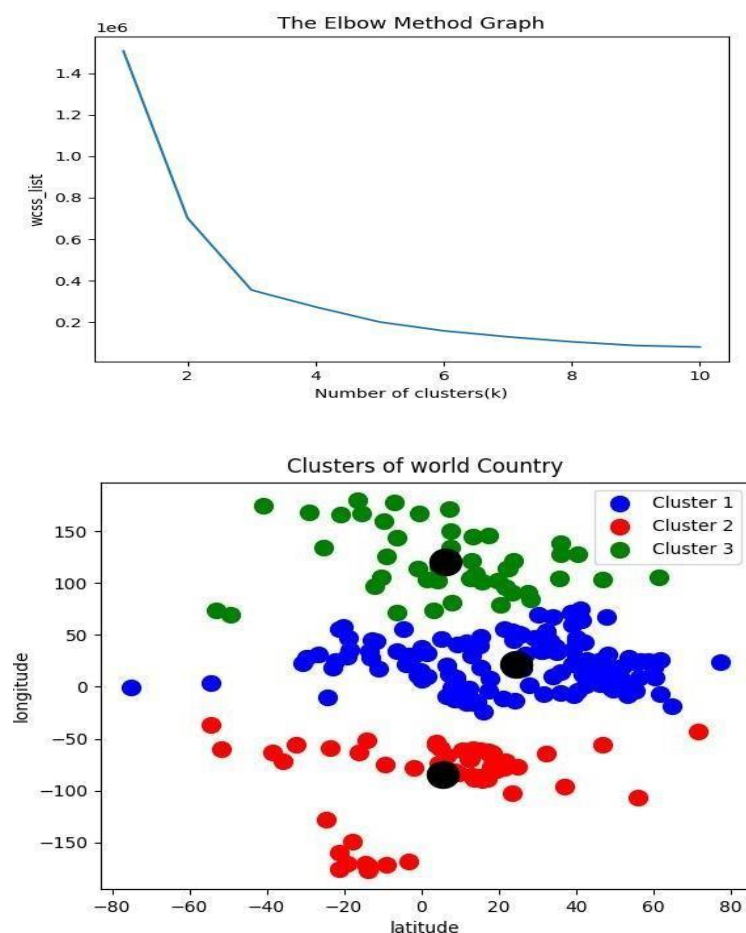 The Elbow Method Graph
1e6
1.4
1.2
1.0
0.8
0.6
0.4
0.2
wcss_list
2 4 6 8 10
Number of clusters(k)
Clusters of world Country
Cluster 1
Cluster 2
Cluster 3
150
100
50
0
−50
−100
−150
longitude
−80 −60 −40 −20 0 20 40 60 80
latitude